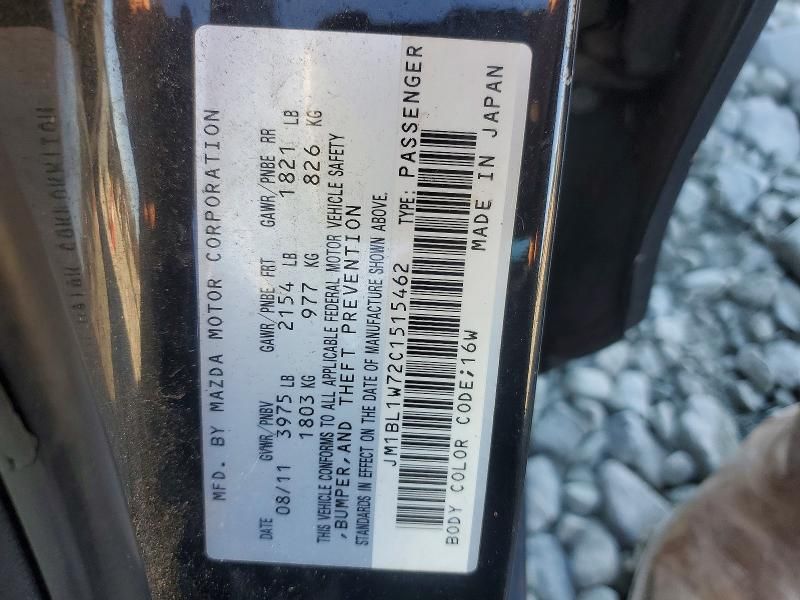 MFD. BY MAZDA MOTOR CORPORATION
DATE GVWR/PNBV GAWR/PNBE FRT GAWR/PNBE RR
08/11 3975 LB 2154 LB 1821 LB
1803 KG 977 KG 826 KG
THIS VEHICLE CONFORMS TO ALL APPLICABLE FEDERAL MOTOR VEHICLE SAFETY
,BUMPER,AND THEFT PREVENTION
STANDARDS IN EFFECT ON THE DATE OF MANUFACTURE SHOWN ABOVE.
JM1BL1W72C1515462 TYPE: PASSENGER
BODY COLOR CODE;16W
MADE IN JAPAN